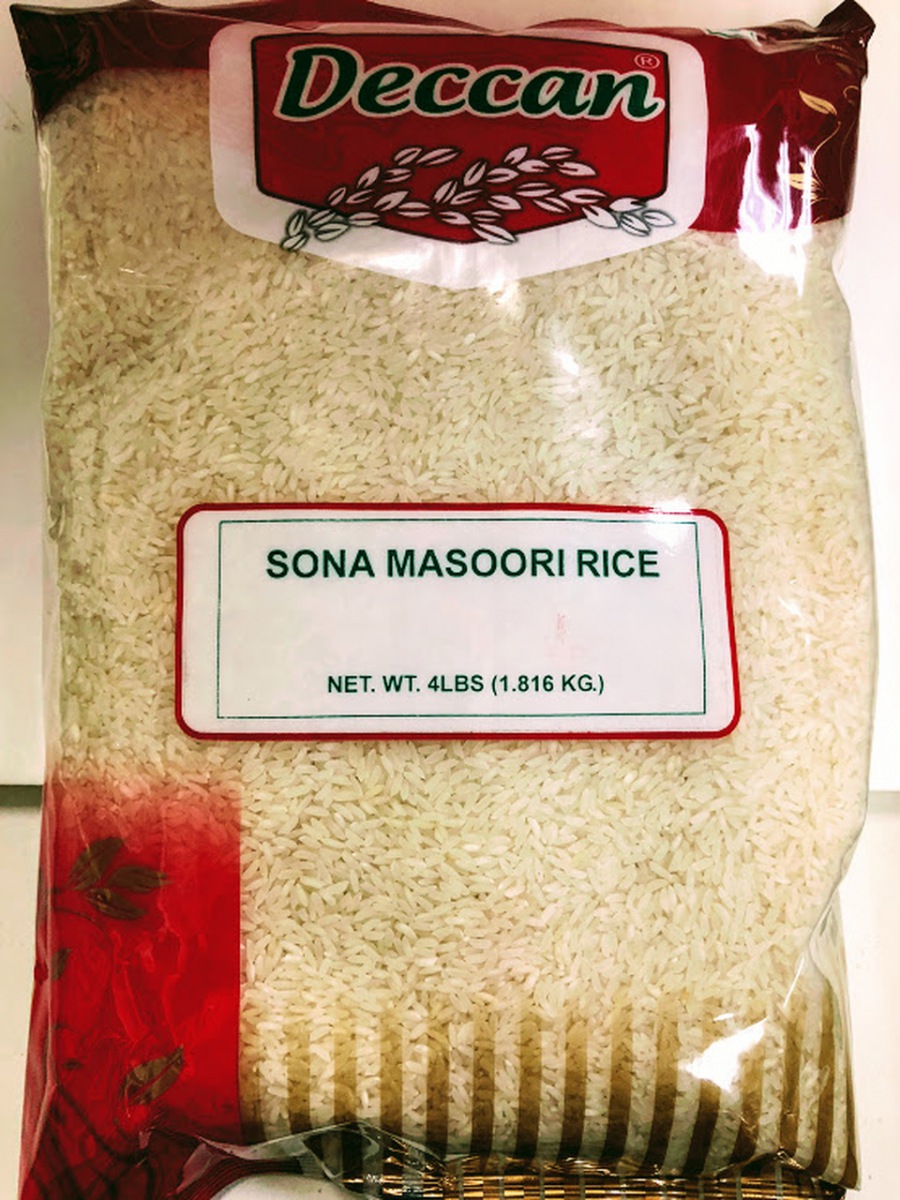 Deccan®
SONA MASOORI RICE
NET. WT. 4LBS (1.816 KG.)